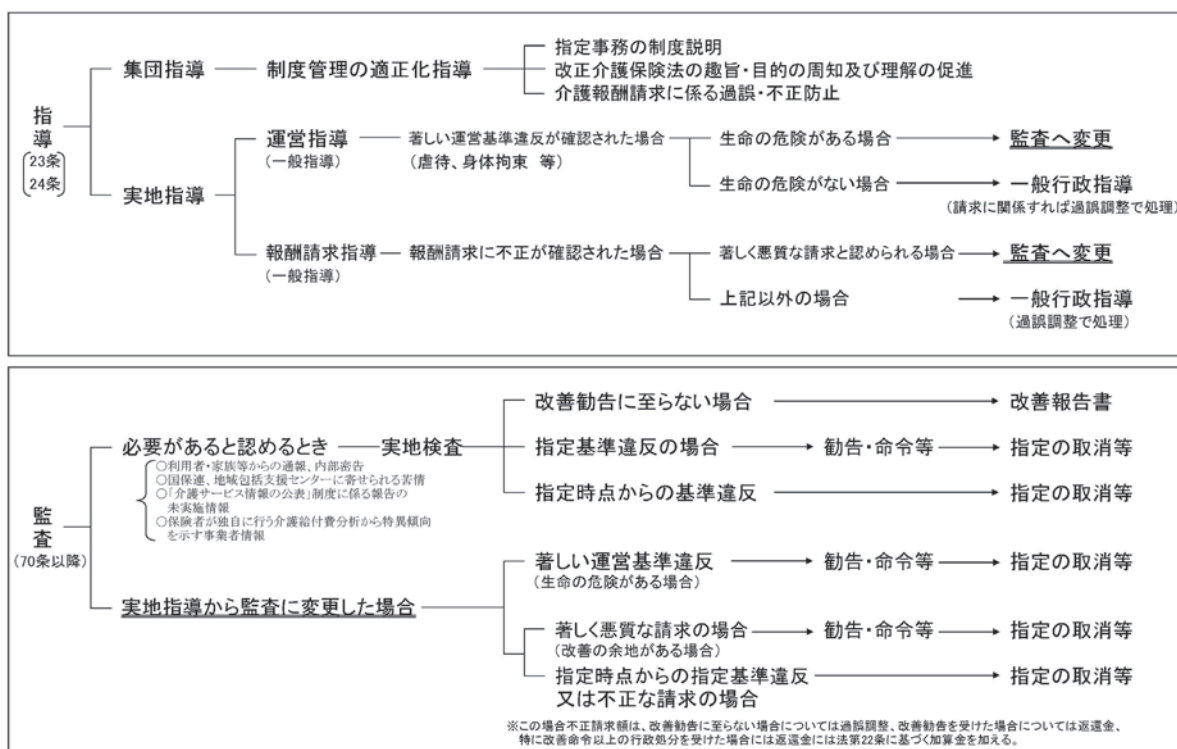 指導
23条
24条
集団指導
制度管理の適正化指導
指定事務の制度説明
改正介護保険法の趣旨・目的の周知及び理解の促進
介護報酬請求に係る過誤・不正防止
実地指導
運営指導
(一般指導)
著しい運営基準違反が確認された場合
(虐待、身体拘束 等)
生命の危険がある場合
監査へ変更
生命の危険がない場合
一般行政指導
(請求に関係すれば過誤調整で処理)
報酬請求指導
(一般指導)
報酬請求に不正が確認された場合
著しく悪質な請求と認められる場合
監査へ変更
上記以外の場合
一般行政指導
(過誤調整で処理)
監査
(70条以降)
必要があると認めるとき
○利用者・家族等からの通報、内部密告
○国保連、地域包括支援センターに寄せられる苦情
○「介護サービス情報の公表」制度に係る報告の
未実施情報
○保険者が独自に行う介護給付費分析から特異傾向
を示す事業者情報
実地検査
改善勧告に至らない場合
改善報告書
指定基準違反の場合
勧告・命令等
指定の取消等
指定時点からの基準違反
指定の取消等
実地指導から監査に変更した場合
著しい運営基準違反
(生命の危険がある場合)
勧告・命令等
指定の取消等
著しく悪質な請求の場合
(改善の余地がある場合)
勧告・命令等
指定の取消等
指定時点からの指定基準違反
又は不正な請求の場合
指定の取消等
※この場合不正請求額は、改善勧告に至らない場合については過誤調整、改善勧告を受けた場合については返還金、
特に改善命令以上の行政処分を受けた場合には返還金には法第22条に基づく加算金を加える。